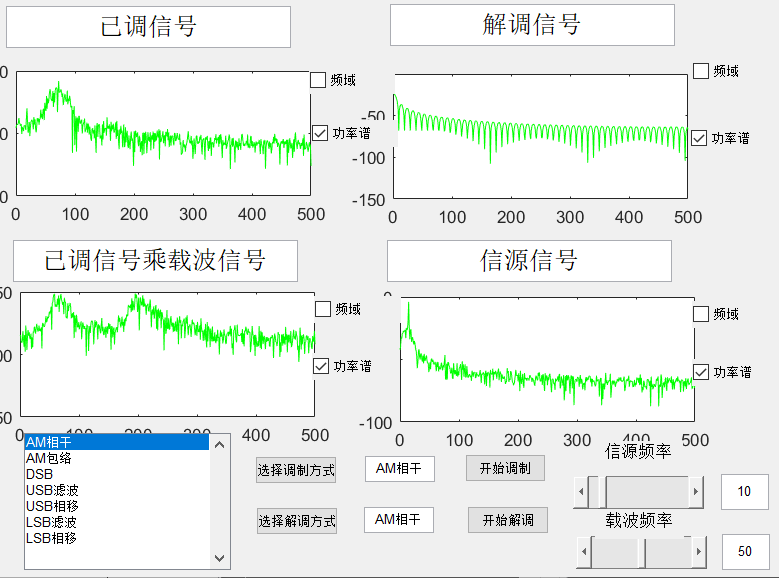 已调信号
解调信号
0
0
0
频域
功率谱
0 100 200 300 400 500
-50
-100
-150
频域
功率谱
0 100 200 300 400 500
已调信号乘载波信号
信源信号
50
00
50
频域
功率谱
0 100 200 300 400 500
0
-100
频域
功率谱
0 100 200 300 400 500
AM相干
AM包络
DSB
USB滤波
USB相移
LSB滤波
LSB相移
选择调制方式
AM相干
开始调制
选择解调方式
AM相干
开始解调
信源频率
10
载波频率
50